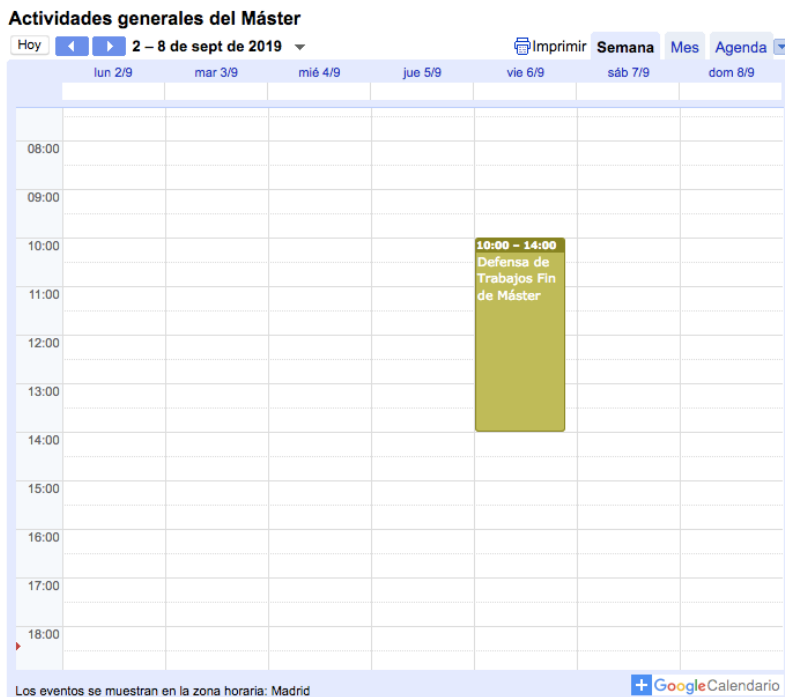 Actividades generales del Máster
Hoy 2 – 8 de sept de 2019 Imprimir Semana Mes Agenda
lun 2/9 mar 3/9 mié 4/9 jue 5/9 vie 6/9 sáb 7/9 dom 8/9
08:00
09:00
10:00 10:00 – 14:00
Defensa de
Trabajos Fin
11:00 de Máster
12:00
13:00
14:00
15:00
16:00
17:00
18:00
Los eventos se muestran en la zona horaria: Madrid
+ Google Calendario